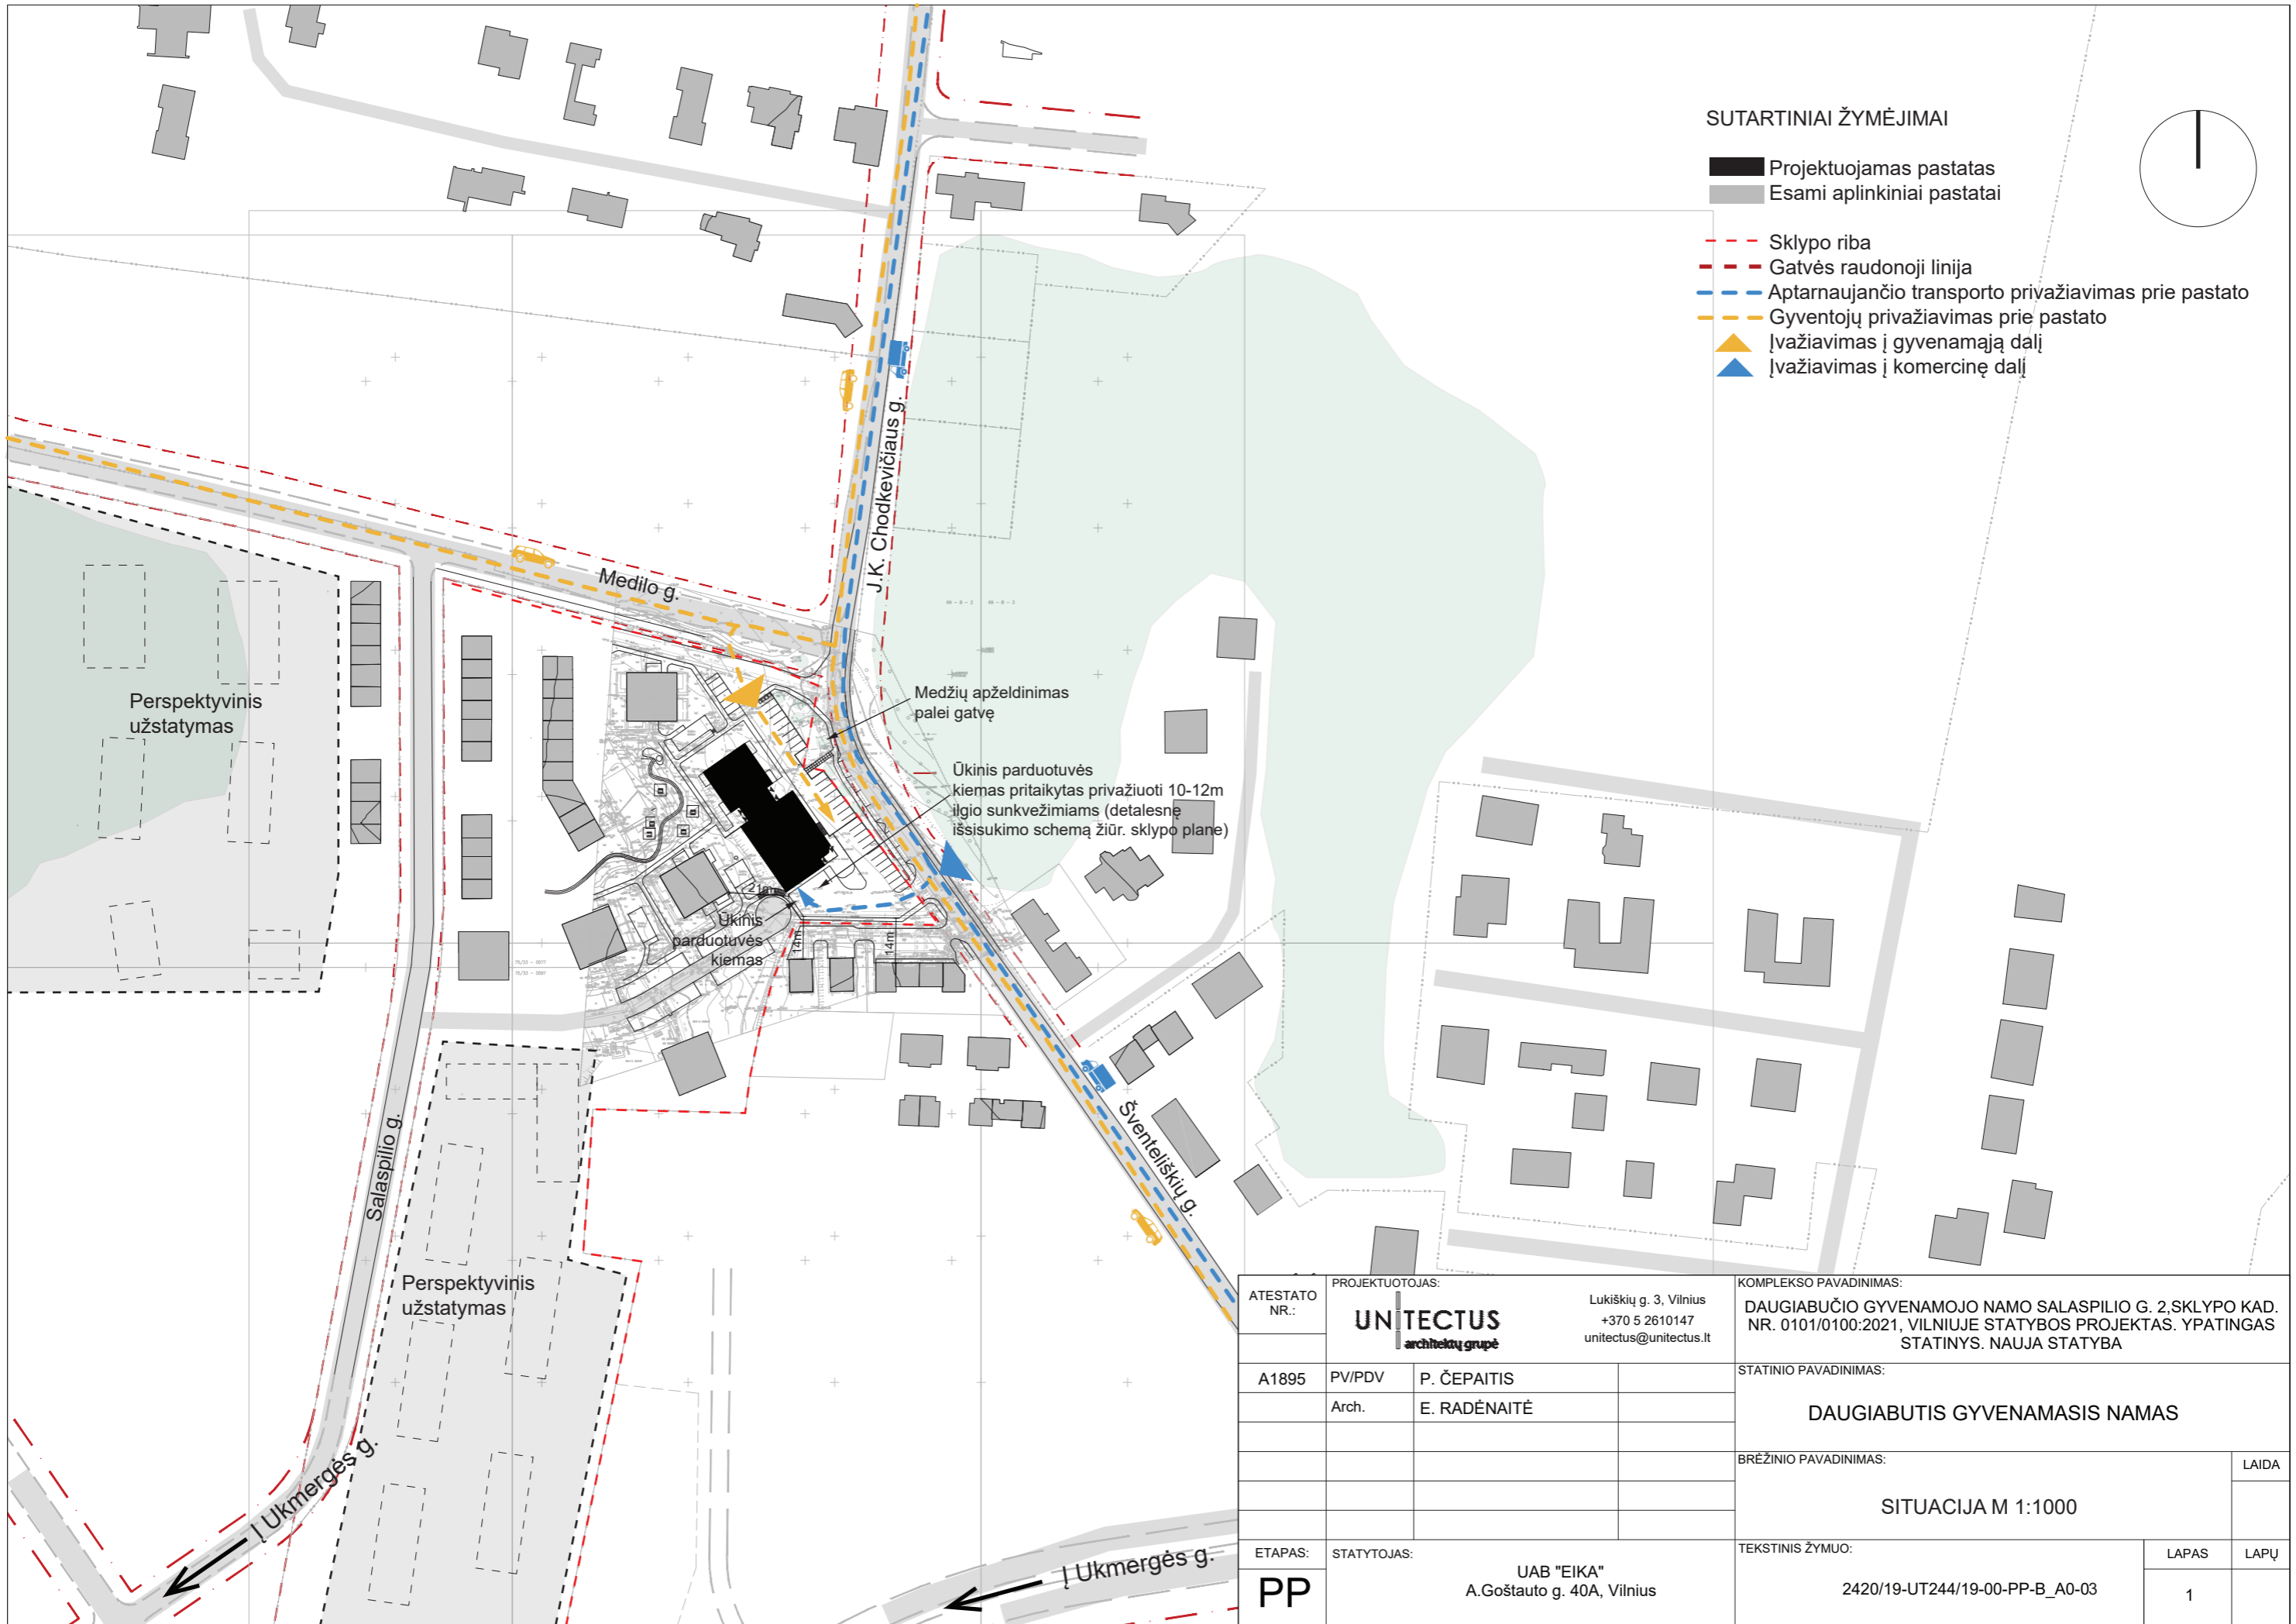 SUTARTINIAI ŽYMĖJIMAI
Projektuojamas pastatas
Esami aplinkiniai pastatai
Sklypo riba
Gatvės raudonoji linija
Aptarnaujančio transporto privažiavimas prie pastato
Gyventojų privažiavimas prie pastato
Įvažiavimas į gyvenamąją dalį
Įvažiavimas į komercinę dalį
J.K. Chodkevičiaus g.
Medilo g.
Perspektyvinis
užstatymas
Medžių apželdinimas
palei gatvę
Ūkinis parduotuvės
kiemas pritaikytas privažiuoti 10-12m
ilgio sunkvežimiams (detalesnę
išsisukimo schemą žiūr. sklypo plane)
21m
Ūkinis
parduotuvės
kiemas
14m
14m
Salaspilio g.
Šventeliškių g.
Perspektyvinis
užstatymas
Į Ukmergės g.
Į Ukmergės g.
ATESTATO
NR.:
PROJEKTUOTOJAS:
UNITECTUS
architektų grupė
Lukiškių g. 3, Vilnius
+370 5 2610147
unitectus@unitectus.lt
KOMPLEKSO PAVADINIMAS:
DAUGIABUČIO GYVENAMOJO NAMO SALASPILIO G. 2,SKLYPO KAD.
NR. 0101/0100:2021, VILNIUJE STATYBOS PROJEKTAS. YPATINGAS
STATINYS. NAUJA STATYBA
A1895 PV/PDV P. ČEPAITIS
Arch. E. RADĖNAITĖ
STATINIO PAVADINIMAS:
DAUGIABUTIS GYVENAMASIS NAMAS
BRĖŽINIO PAVADINIMAS:
LAIDA
SITUACIJA M 1:1000
ETAPAS:
PP
STATYTOJAS:
UAB "EIKA"
A.Goštauto g. 40A, Vilnius
TEKSTINIS ŽYMUO:
2420/19-UT244/19-00-PP-B_A0-03
LAPAS
LAPŲ
1